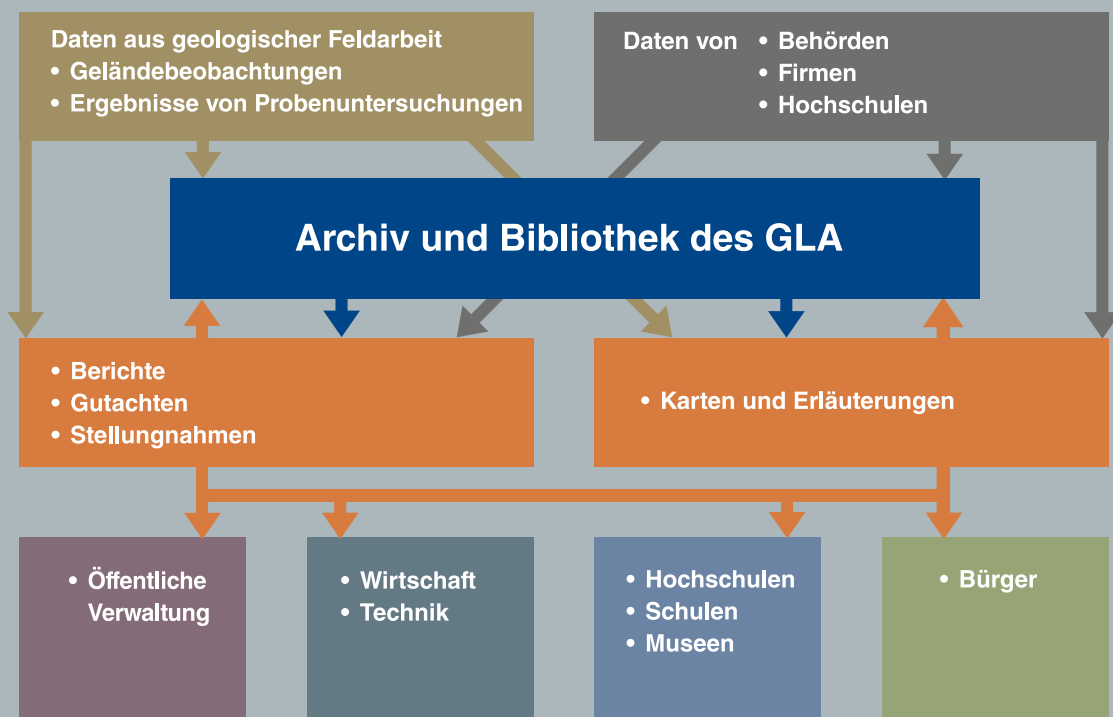 Daten aus geologischer Feldarbeit
• Geländebeobachtungen
• Ergebnisse von Probenuntersuchungen
Daten von • Behörden
• Firmen
• Hochschulen
Archiv und Bibliothek des GLA
• Berichte
• Gutachten
• Stellungnahmen
• Karten und Erläuterungen
• Öffentliche
Verwaltung
• Wirtschaft
• Technik
• Hochschulen
• Schulen
• Museen
• Bürger